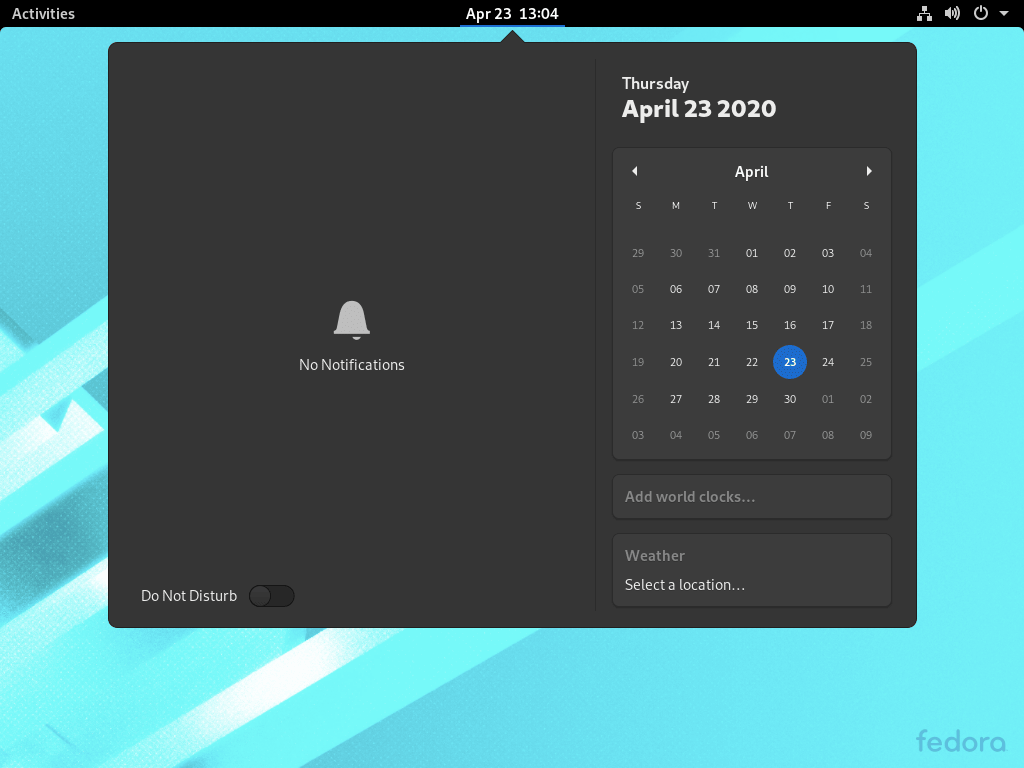 Activities
Apr 23 13:04
No Notifications
Do Not Disturb
Thursday
April 23 2020
April
S M T W T F S
29 30 31 01 02 03 04
05 06 07 08 09 10 11
12 13 14 15 16 17 18
19 20 21 22 23 24 25
26 27 28 29 30 01 02
03 04 05 06 07 08 09
Add world clocks…
Weather
Select a location…
fedora